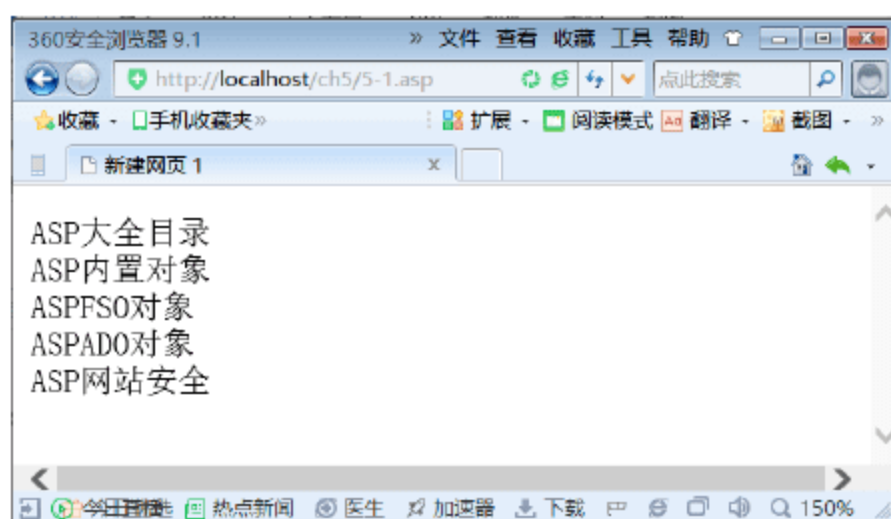 360安全浏览器 9.1 » 文件 查看 收藏 工具 帮助
http://localhost/ch5/5-1.asp 点此搜索
收藏 手机收藏夹 » 扩展 阅读模式 Aa 翻译 截图 »
新建网页 1 x
ASP大全目录
ASP内置对象
ASPFSO对象
ASPADO对象
ASP网站安全
热点新闻 医生 加速器 下载 150%